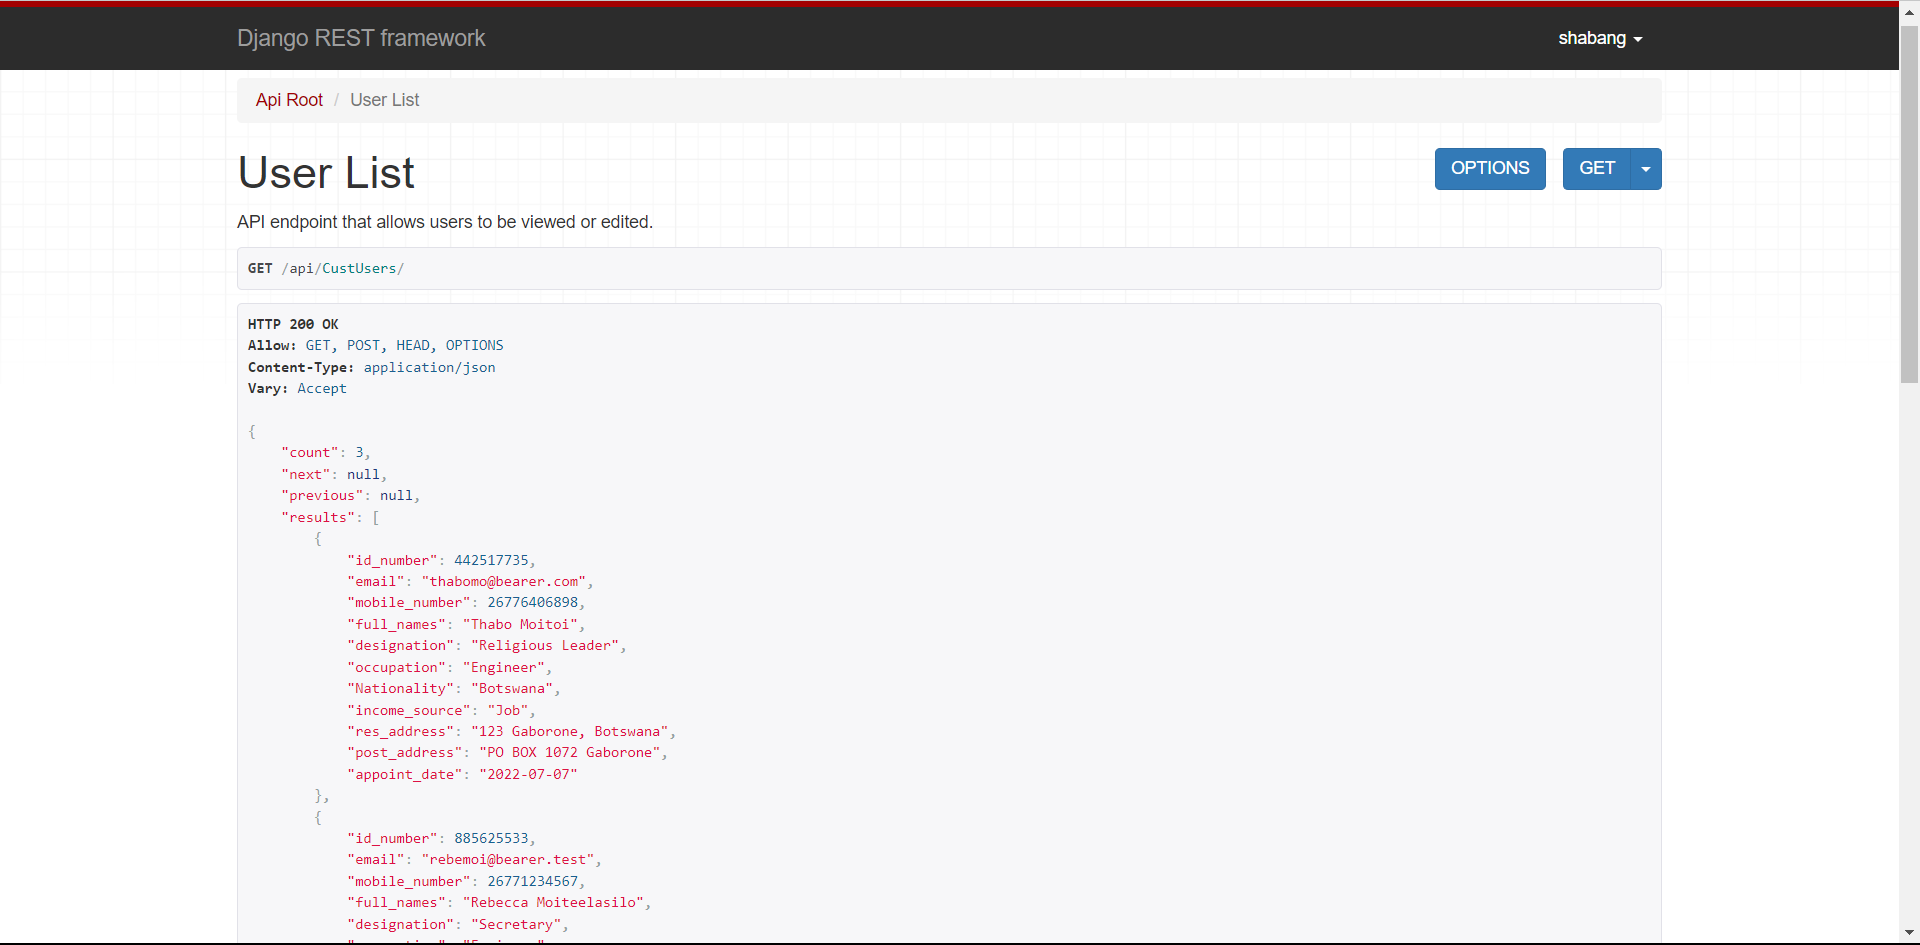 Django REST framework
shabang
Api Root / User List
User List
OPTIONS
GET
API endpoint that allows users to be viewed or edited.
GET /api/CustUsers/
HTTP 200 OK
Allow: GET, POST, HEAD, OPTIONS
Content-Type: application/json
Vary: Accept
{
    "count": 3,
    "next": null,
    "previous": null,
    "results": [
        {
            "id_number": 442517735,
            "email": "thabomo@bearer.com",
            "mobile_number": 26776406898,
            "full_names": "Thabo Moitoi",
            "designation": "Religious Leader",
            "occupation": "Engineer",
            "Nationality": "Botswana",
            "income_source": "Job",
            "res_address": "123 Gaborone, Botswana",
            "post_address": "PO BOX 1072 Gaborone",
            "appoint_date": "2022-07-07"
        },
        {
            "id_number": 885625533,
            "email": "rebemoi@bearer.test",
            "mobile_number": 26771234567,
            "full_names": "Rebecca Moiteelasilo",
            "designation": "Secretary",